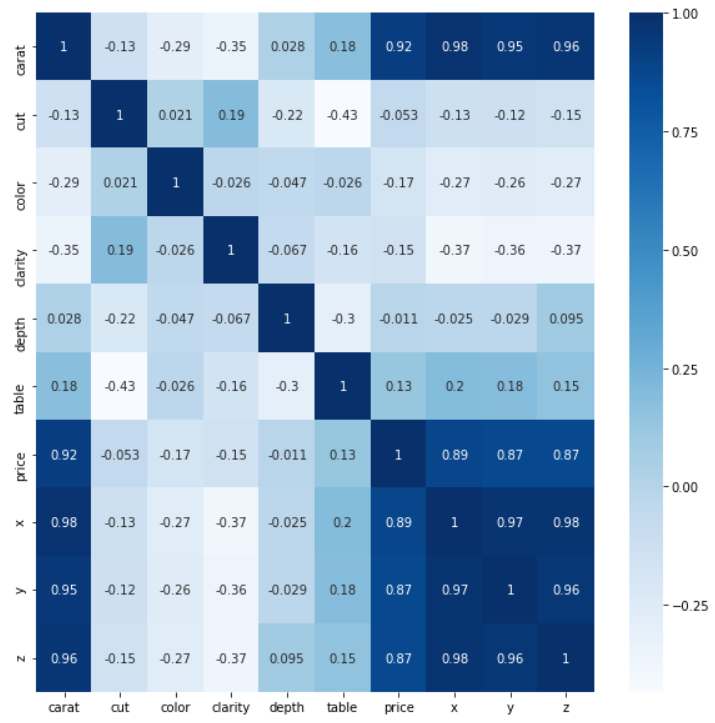 carat 1 -0.13 -0.29 -0.35 0.028 0.18 0.92 0.98 0.95 0.96
cut -0.13 1 0.021 0.19 -0.22 -0.43 -0.053 -0.13 -0.12 -0.15
color -0.29 0.021 1 -0.026 -0.047 -0.026 -0.17 -0.27 -0.26 -0.27
clarity -0.35 0.19 -0.026 1 -0.067 -0.16 -0.15 -0.37 -0.36 -0.37
depth 0.028 -0.22 -0.047 -0.067 1 -0.3 -0.011 -0.025 -0.029 0.095
table 0.18 -0.43 -0.026 -0.16 -0.3 1 0.13 0.2 0.18 0.15
price 0.92 -0.053 -0.17 -0.15 -0.011 0.13 1 0.89 0.87 0.87
x 0.98 -0.13 -0.27 -0.37 -0.025 0.2 0.89 1 0.97 0.98
y 0.95 -0.12 -0.26 -0.36 -0.029 0.18 0.87 0.97 1 0.96
z 0.96 -0.15 -0.27 -0.37 0.095 0.15 0.87 0.98 0.96 1
carat cut color clarity depth table price x y z
1.00
0.75
0.50
0.25
0.00
-0.25